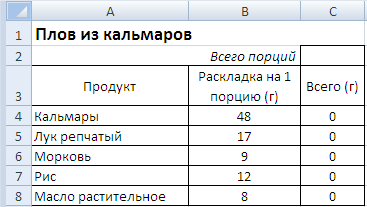 A B C
1 Плов из кальмаров
2 Всего порций
3 Продукт Раскладка на 1 порцию (г) Всего (г)
4 Кальмары 48 0
5 Лук репчатый 17 0
6 Морковь 9 0
7 Рис 12 0
8 Масло растительное 8 0